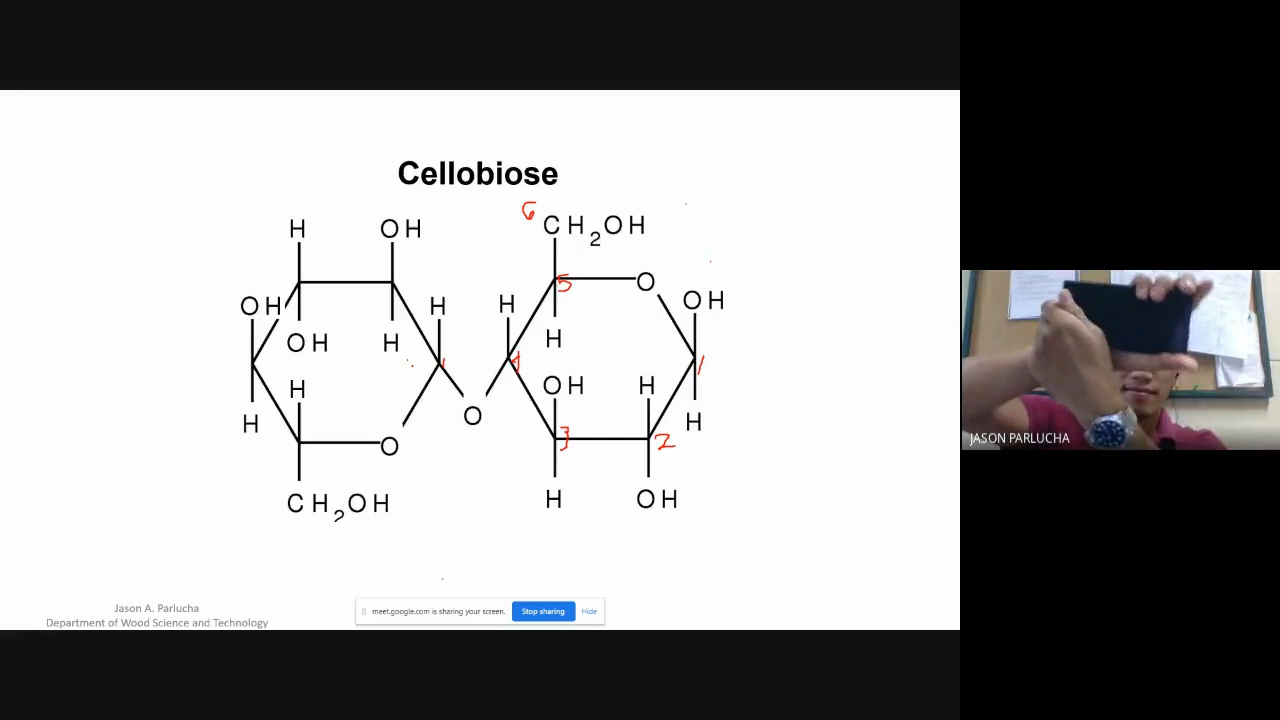 Cellobiose
6
H
OH
CH2OH
5
O
OH
H
H
OH
OH
H
H
H
1
4
1
H
OH
H
O
3
2
H
O
CH2OH
H
OH
Jason A. Parlucha
Department of Wood Science and Technology
meet.google.com is sharing your screen.
Stop sharing
Hide
JASON PARLUCHA